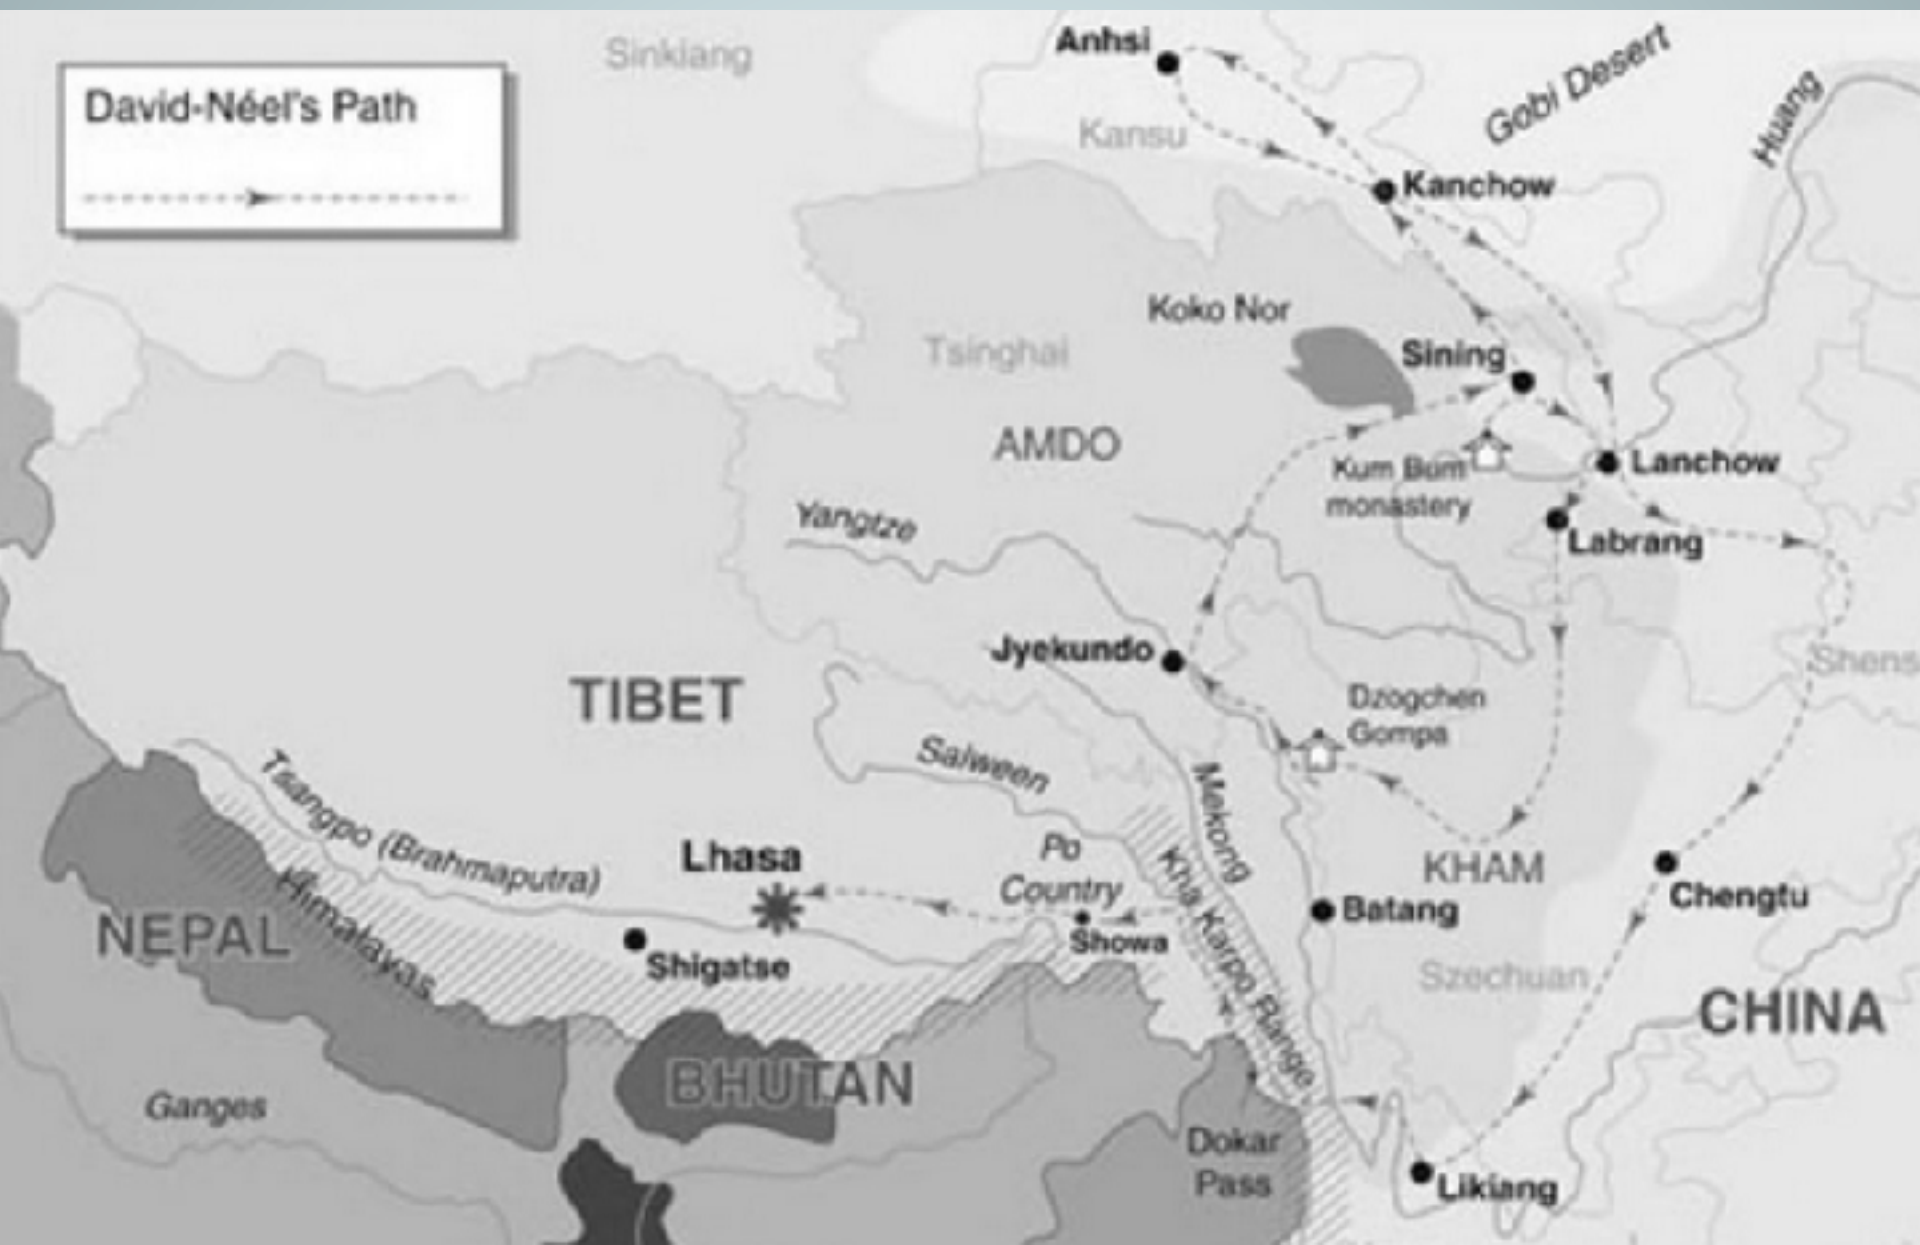 David-Néel's Path
Sinkiang
Anhsi
Gobi Desert
Huang
Kansu
Kanchow
Koko Nor
Tsinghai
Sining
AMDO
Kum Bum
monastery
Lanchow
Yangtze
Labrang
Jyekundo
Shens
TIBET
Dzogchen
Gompa
Salween
Mekong
Tsangpo (Brahmaputra)
Lhasa
Po
Country
KHAM
Kha Karpo Range
Batang
Chengtu
NEPAL
Himalayas
Shigatse
Showa
Szechuan
CHINA
BHUTAN
Ganges
Dokar
Pass
Likiang